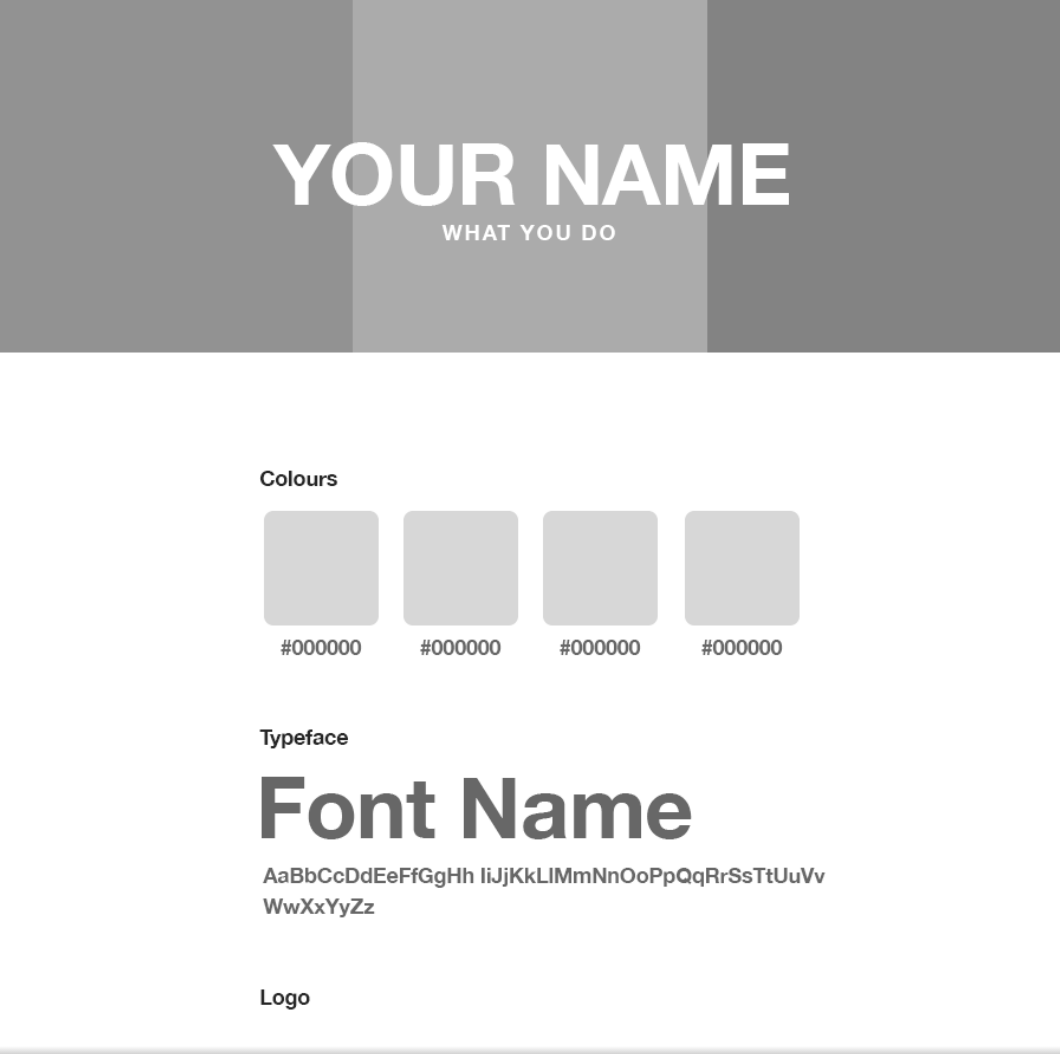 YOUR NAME
WHAT YOU DO
Colours
#000000 #000000 #000000 #000000
Typeface
Font Name
AaBbCcDdEeFfGgHh IiJjKkLlMmNnOoPpQqRrSsTtUuVv
WwXxYyZz
Logo